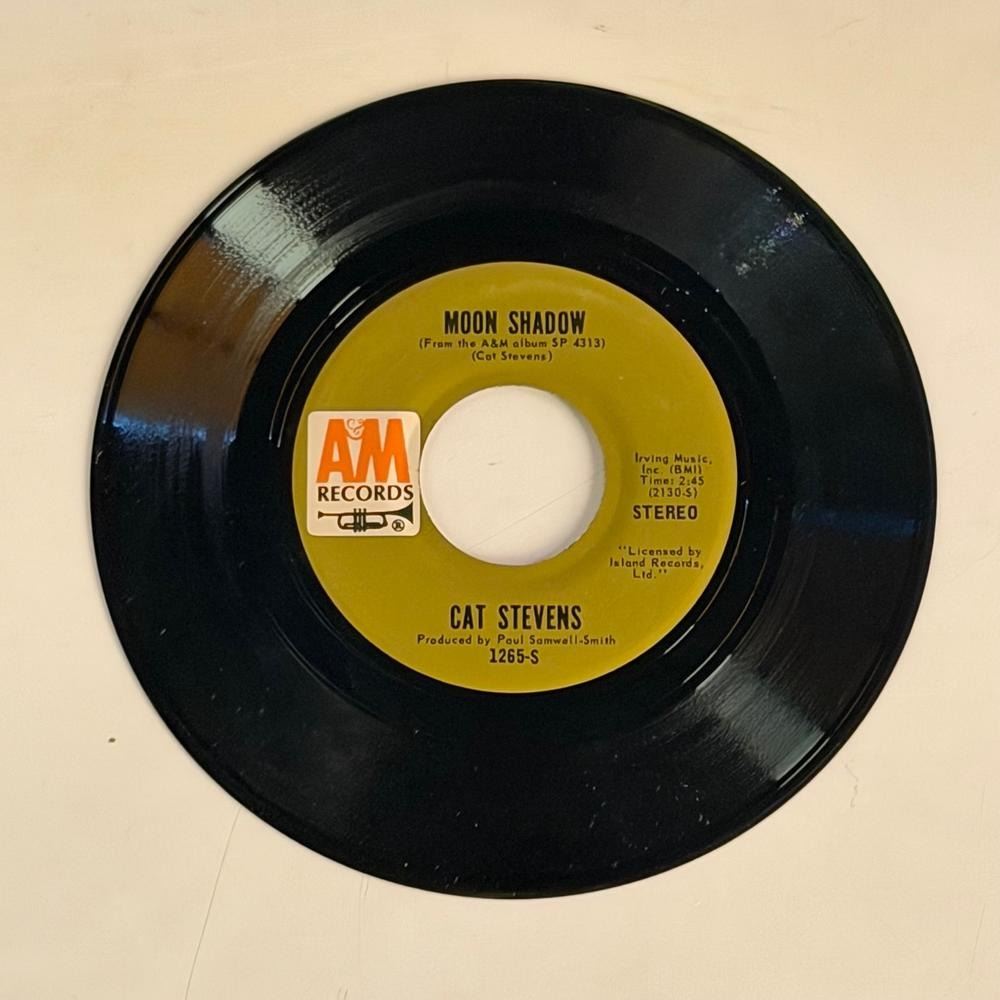 MOON SHADOW
(From the A&M album SP 4313)
(Cat Stevens)
A&M
RECORDS
®
Irving Music,
Inc. (BMI)
Time: 2:45
(2130-S)
STEREO
"Licensed by
Island Records,
Ltd."
CAT STEVENS
Produced by Paul Samwell-Smith
1265-S